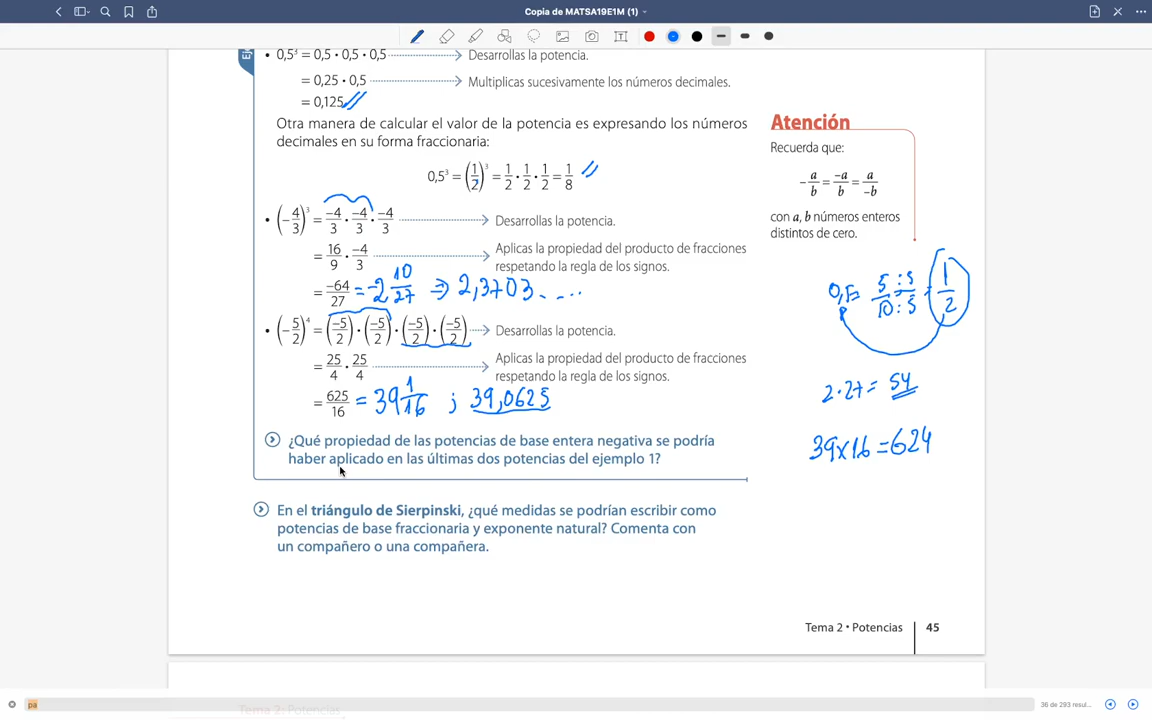 Copia de MATSA19E1M (1)
• 0,5³ = 0,5 • 0,5 • 0,5 Desarrollas la potencia.
= 0,25 • 0,5 Multiplicas sucesivamente los números decimales.
= 0,125
Otra manera de calcular el valor de la potencia es expresando los números
decimales en su forma fraccionaria:
0,5³ = (1/2)³ = 1/2 • 1/2 • 1/2 = 1/8
• (-4/3)³ = -4/3 • -4/3 • -4/3 Desarrollas la potencia.
= 16/9 • -4/3 Aplicas la propiedad del producto de fracciones
respetando la regla de los signos.
= -64/27 = -2 10/27 ⇒ 2,3703....
• (-5/2)⁴ = (-5/2) • (-5/2) • (-5/2) • (-5/2) Desarrollas la potencia.
= 25/4 • 25/4 Aplicas la propiedad del producto de fracciones
respetando la regla de los signos.
= 625/16 = 39 1/16 ; 39,0625
¿Qué propiedad de las potencias de base entera negativa se podría
haber aplicado en las últimas dos potencias del ejemplo 1?
En el triángulo de Sierpinski, ¿qué medidas se podrían escribir como
potencias de base fraccionaria y exponente natural? Comenta con
un compañero o una compañera.
Atención
Recuerda que:
-a/b = -a/b = a/-b
con a, b números enteros
distintos de cero.
0,5= 5:5/10:5 = 1/2
2·27= 54
39x16=624
Tema 2 • Potencias 45
pa
36 de 293 resul...
Tema 2: Potencias